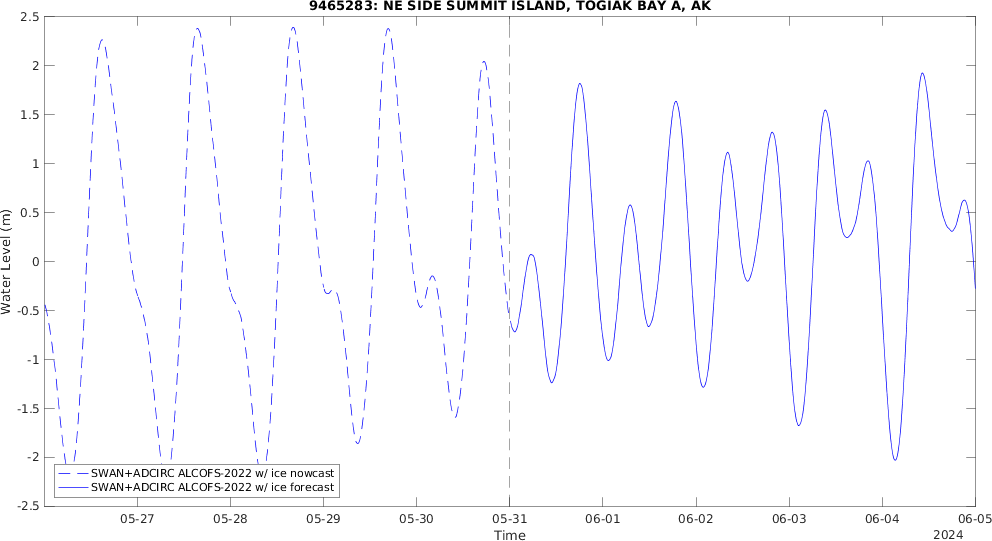 9465283: NE SIDE SUMMIT ISLAND, TOGIAK BAY A, AK
2.5
2
1.5
1
0.5
0
-0.5
-1
-1.5
-2
-2.5
Water Level (m)
SWAN+ADCIRC ALCOFS-2022 w/ ice nowcast
SWAN+ADCIRC ALCOFS-2022 w/ ice forecast
05-27 05-28 05-29 05-30 05-31 06-01 06-02 06-03 06-04 06-05
Time
2024